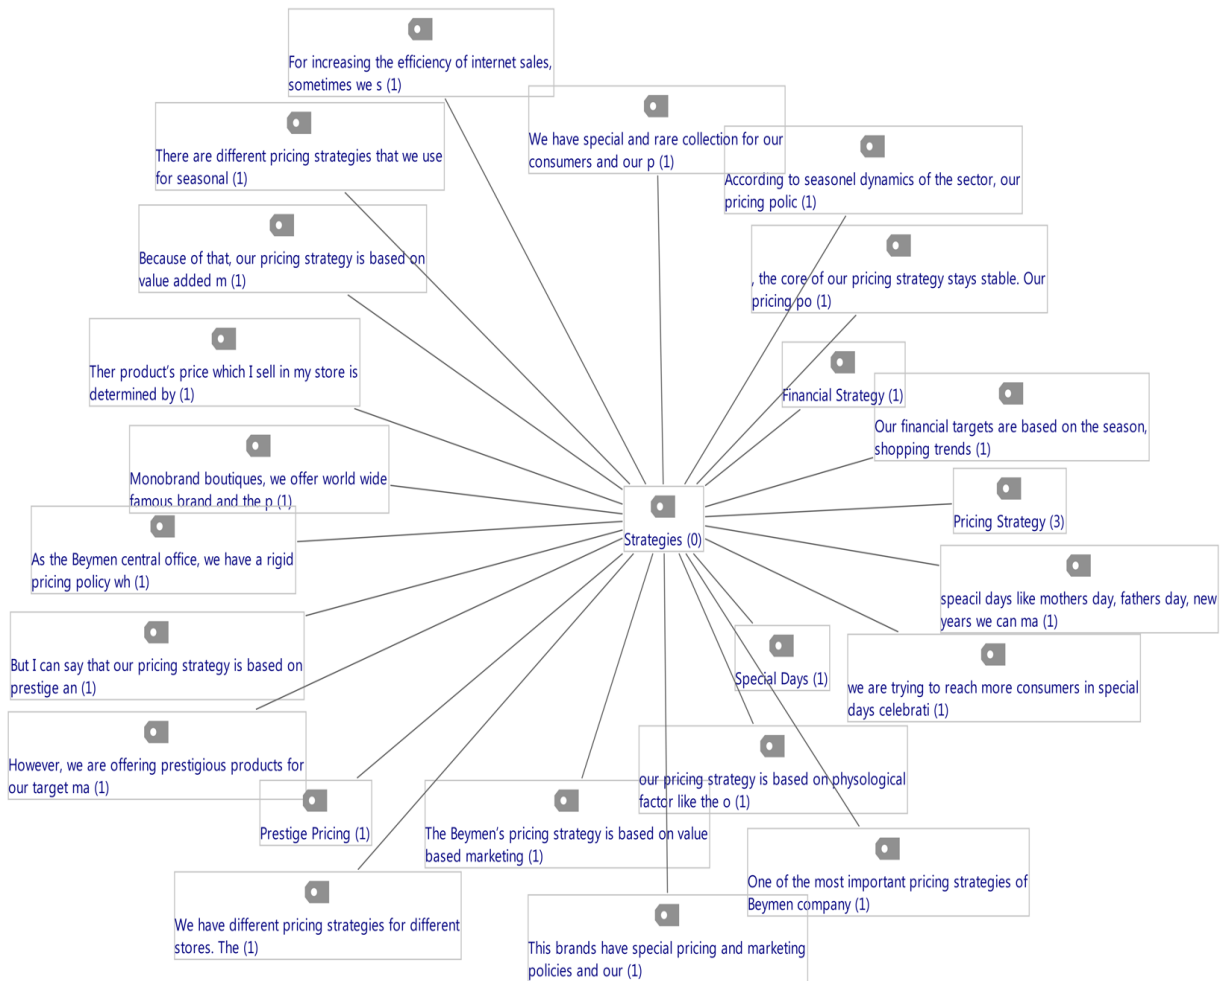 For increasing the efficiency of internet sales,
sometimes we s (1)
We have special and rare collection for our
consumers and our p (1)
There are different pricing strategies that we use
for seasonal (1)
According to seasonel dynamics of the sector, our
pricing polic (1)
Because of that, our pricing strategy is based on
value added m (1)
, the core of our pricing strategy stays stable. Our
pricing po (1)
Ther product's price which I sell in my store is
determined by (1)
Financial Strategy (1)
Our financial targets are based on the season,
shopping trends (1)
Monobrand boutiques, we offer world wide
famous brand and the p (1)
Pricing Strategy (3)
Strategies (0)
As the Beymen central office, we have a rigid
pricing policy wh (1)
speacil days like mothers day, fathers day, new
years we can ma (1)
But I can say that our pricing strategy is based on
prestige an (1)
Special Days (1)
we are trying to reach more consumers in special
days celebrati (1)
However, we are offering prestigious products for
our target ma (1)
our pricing strategy is based on physological
factor like the o (1)
Prestige Pricing (1)
The Beymen's pricing strategy is based on value
based marketing (1)
One of the most important pricing strategies of
Beymen company (1)
We have different pricing strategies for different
stores. The (1)
This brands have special pricing and marketing
policies and our (1)